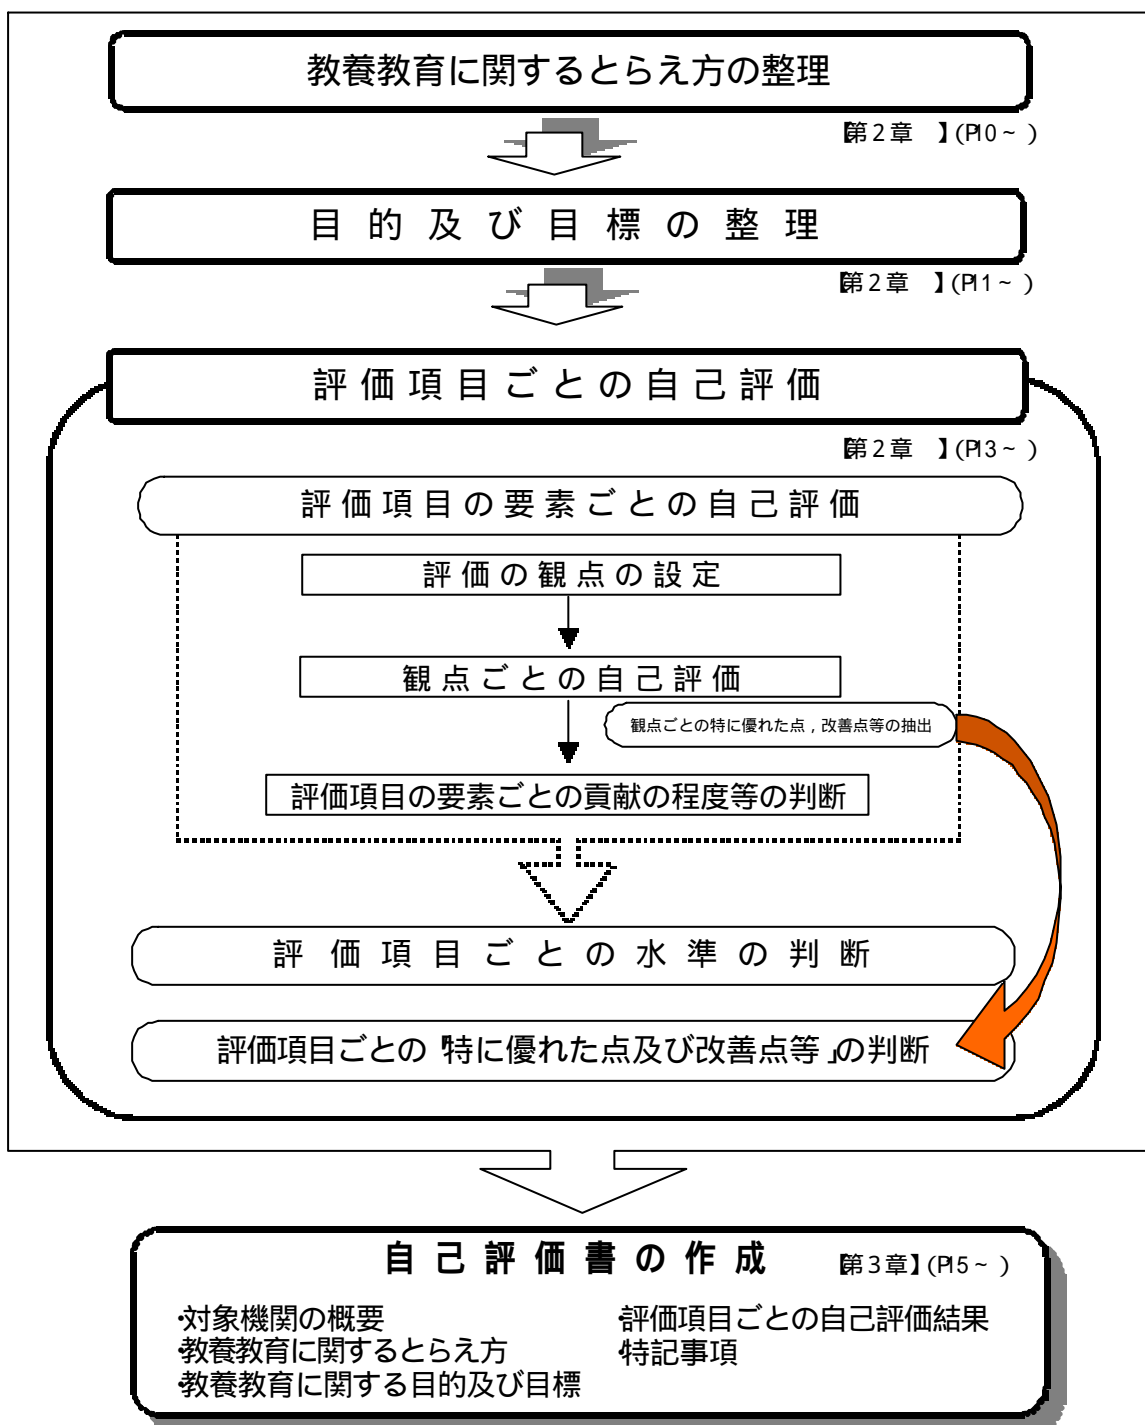 教養教育に関するとらえ方の整理
【第2章　】(P10~ )
目的及び目標の整理
【第2章　】(P11~ )
評価項目ごとの自己評価
【第2章　】(P13~ )
評価項目の要素ごとの自己評価
評価の観点の設定
観点ごとの自己評価
観点ごとの特に優れた点，改善点等の抽出
評価項目の要素ごとの貢献の程度等の判断
評価項目ごとの水準の判断
評価項目ごとの「特に優れた点及び改善点等」の判断
自己評価書の作成
【第3章】(P15~ )
・対象機関の概要
・教養教育に関するとらえ方
・教養教育に関する目的及び目標
・評価項目ごとの自己評価結果
・特記事項